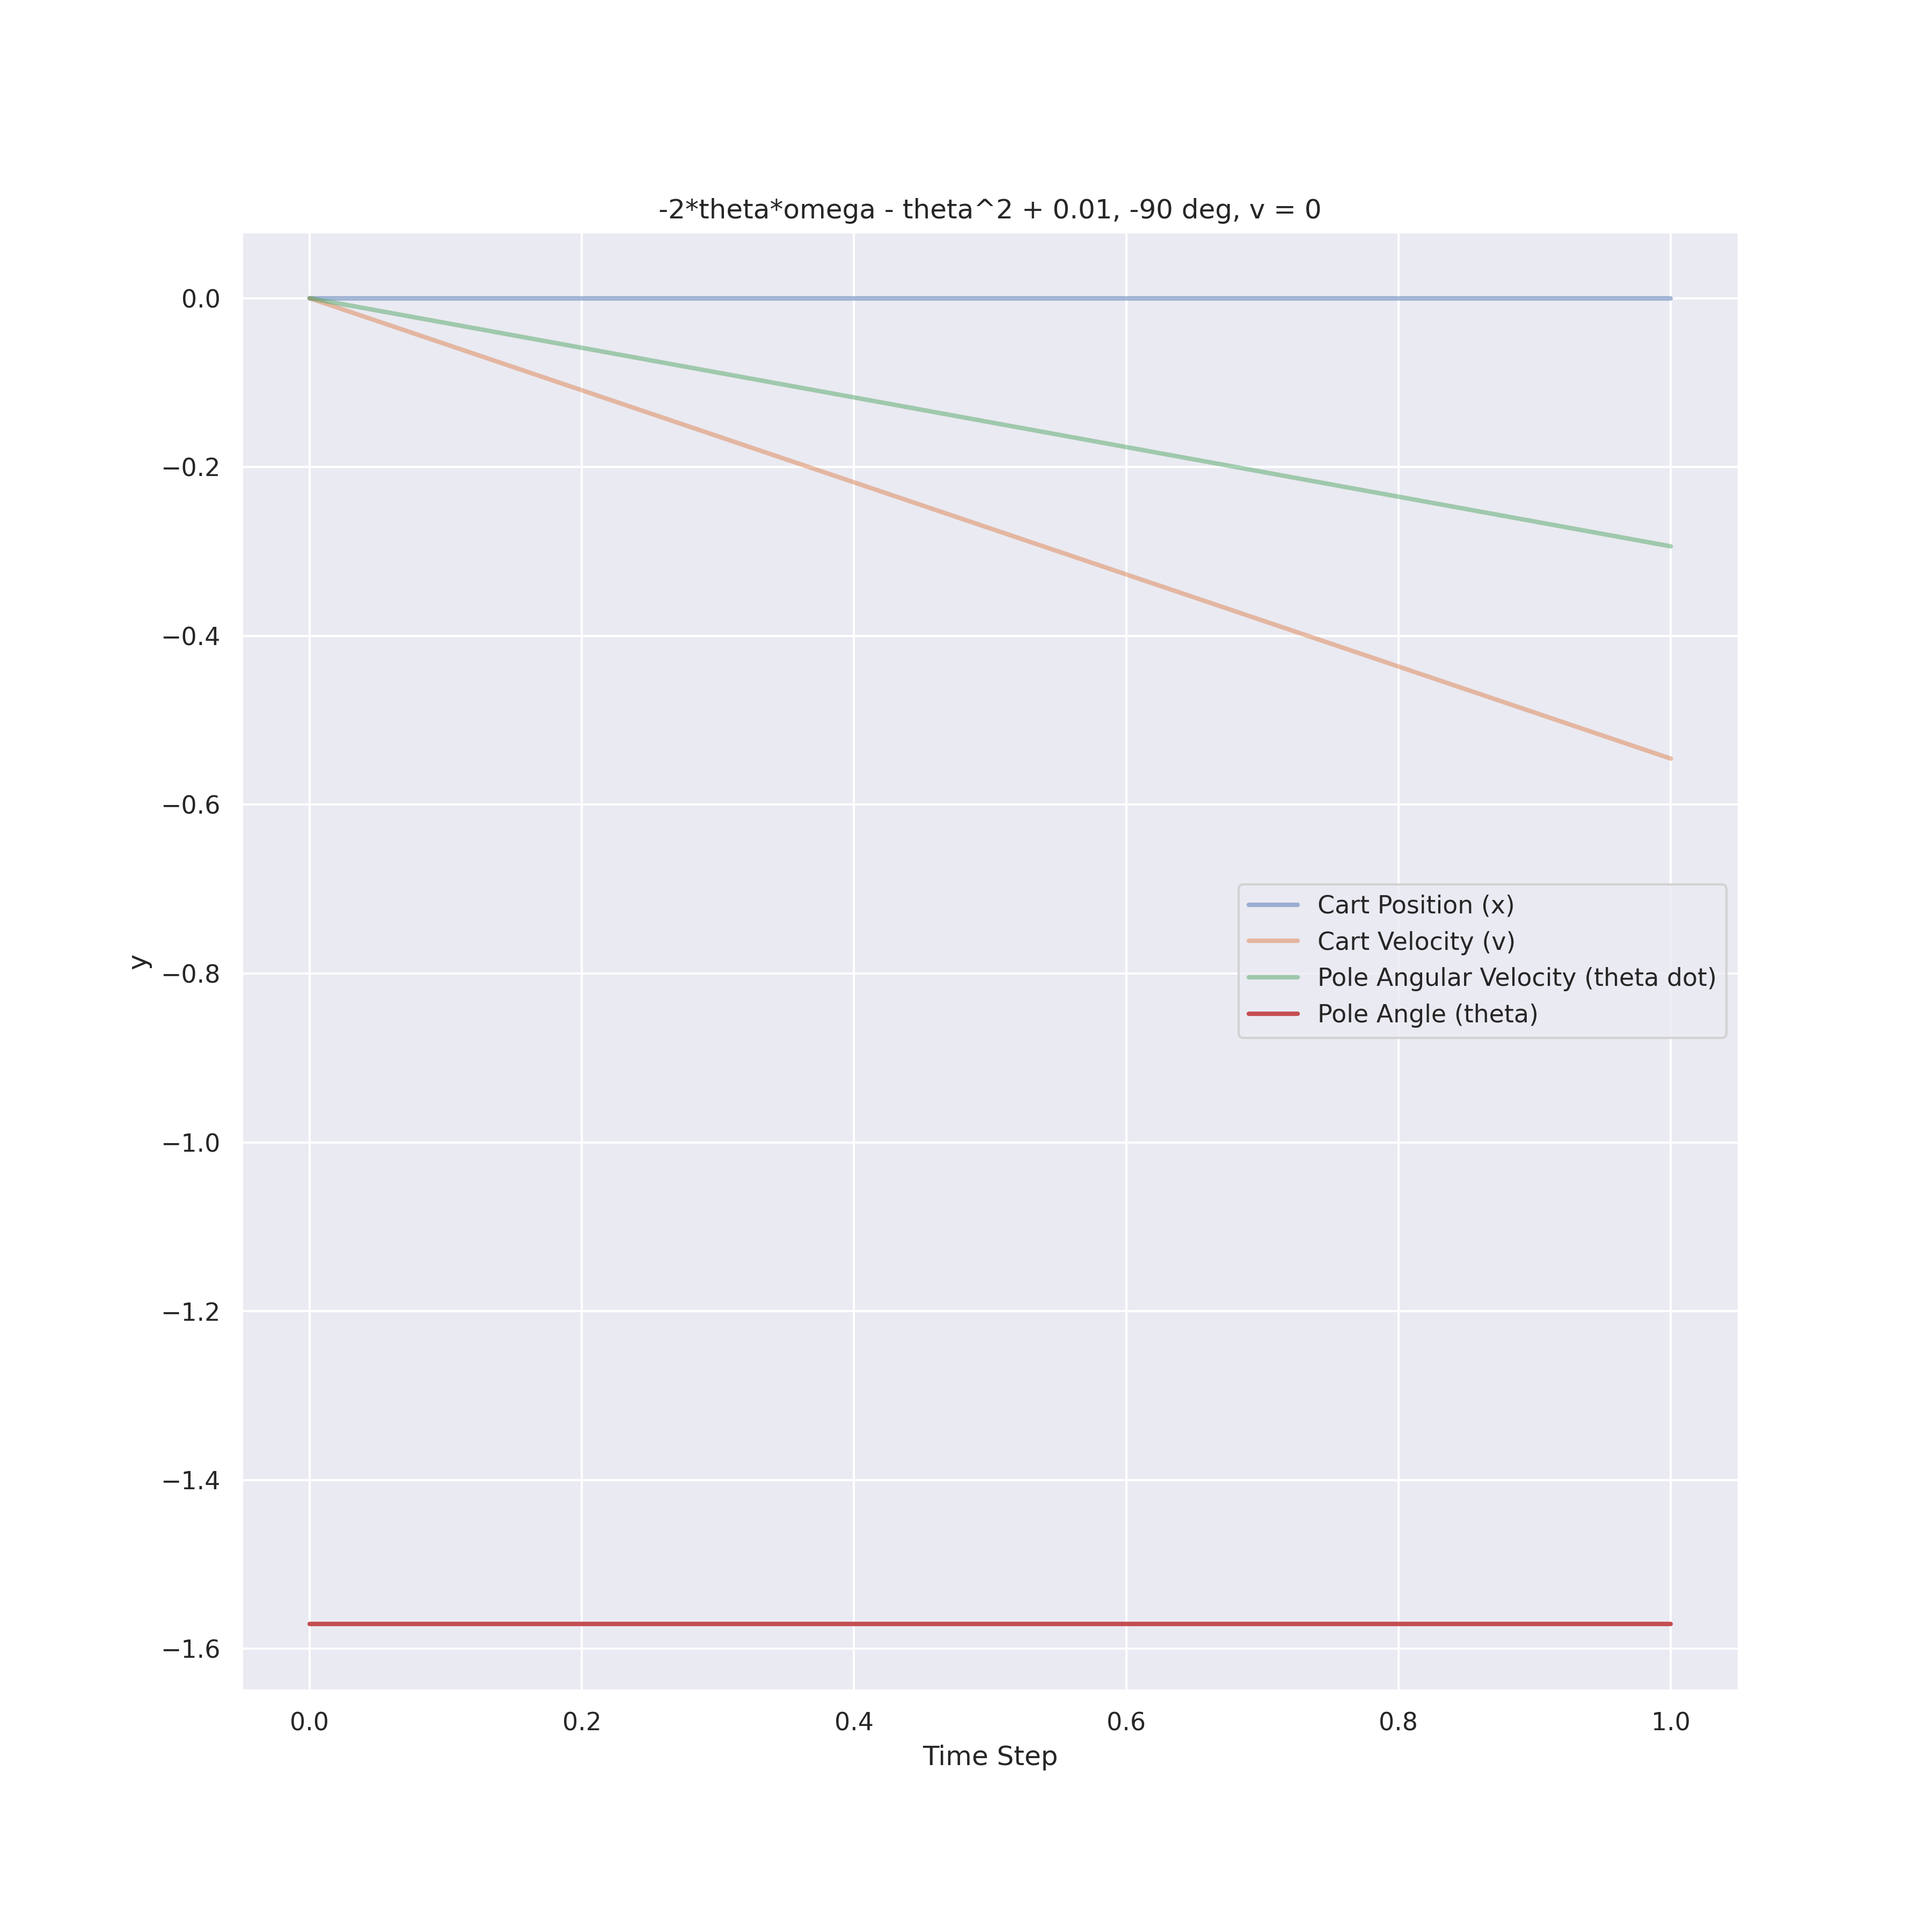 -2*theta*omega - theta^2 + 0.01, -90 deg, v = 0
0.0
−0.2
−0.4
−0.6
−0.8
−1.0
−1.2
−1.4
−1.6
y
Cart Position (x)
Cart Velocity (v)
Pole Angular Velocity (theta dot)
Pole Angle (theta)
0.0 0.2 0.4 0.6 0.8 1.0
Time Step